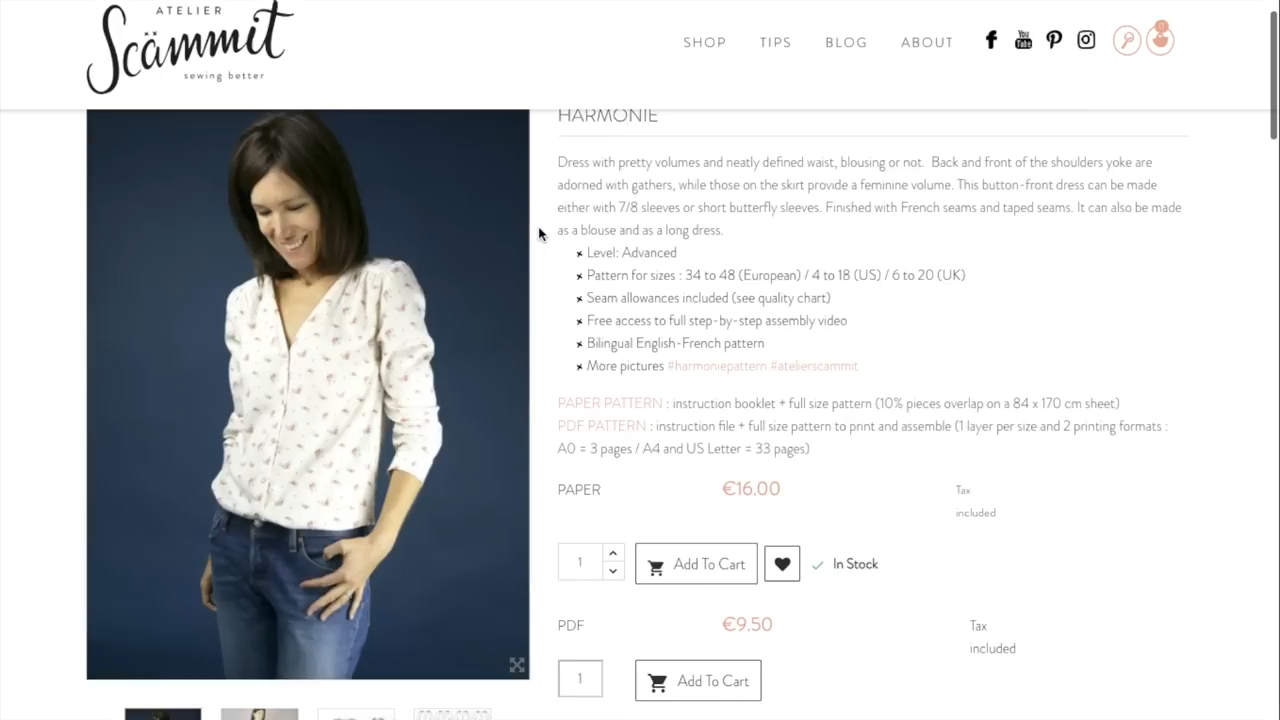 ATELIER
Scämmit
sewing better
SHOP TIPS BLOG ABOUT
You
Tube
0
HARMONIE
Dress with pretty volumes and neatly defined waist, blousing or not. Back and front of the shoulders yoke are
adorned with gathers, while those on the skirt provide a feminine volume. This button-front dress can be made
either with 7/8 sleeves or short butterfly sleeves. Finished with French seams and taped seams. It can also be made
as a blouse and as a long dress.
Level: Advanced
Pattern for sizes : 34 to 48 (European) / 4 to 18 (US) / 6 to 20 (UK)
Seam allowances included (see quality chart)
Free access to full step-by-step assembly video
Bilingual English-French pattern
More pictures #harmoniepattern #atelierscammit
PAPER PATTERN : instruction booklet + full size pattern (10% pieces overlap on a 84 x 170 cm sheet)
PDF PATTERN : instruction file + full size pattern to print and assemble (1 layer per size and 2 printing formats :
A0 = 3 pages / A4 and US Letter = 33 pages)
PAPER €16.00 Tax
included
1 Add To Cart In Stock
PDF €9.50 Tax
included
1 Add To Cart